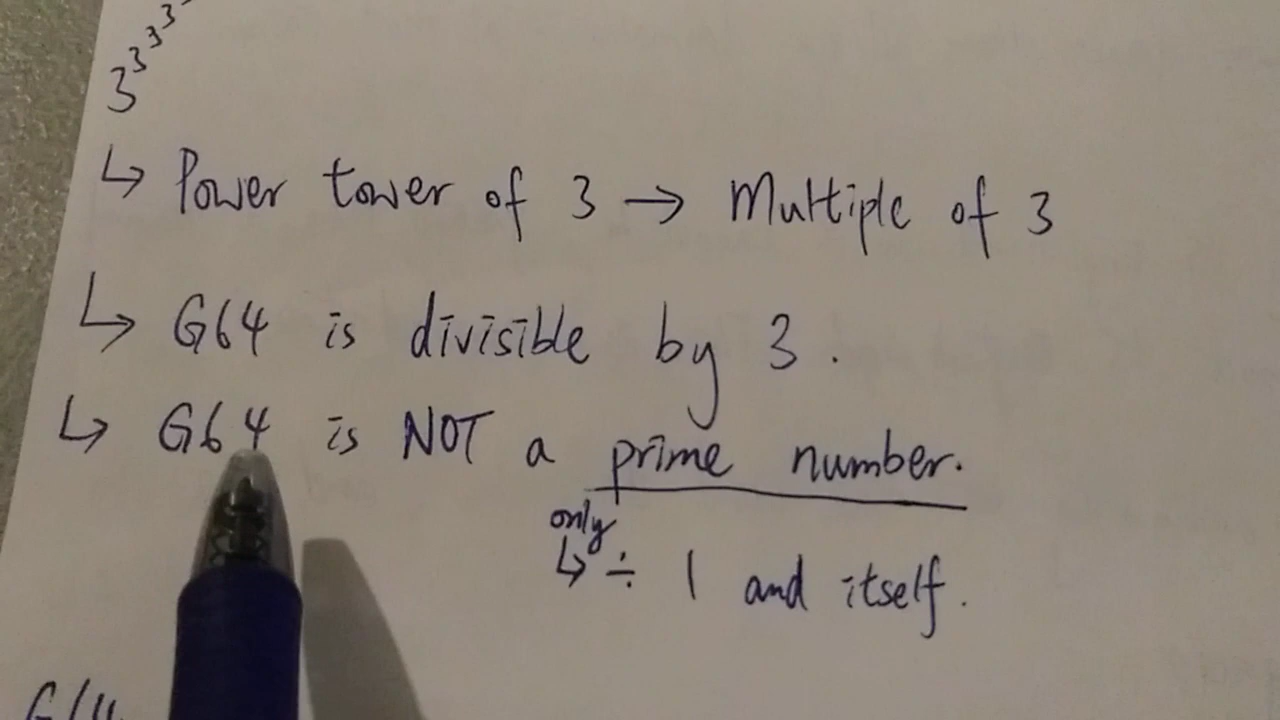 3^3^3^3^3
↳ Power tower of 3 → Multiple of 3
↳ G64 is divisible by 3.
↳ G64 is NOT a prime number.
only
↳ ÷ 1 and itself.